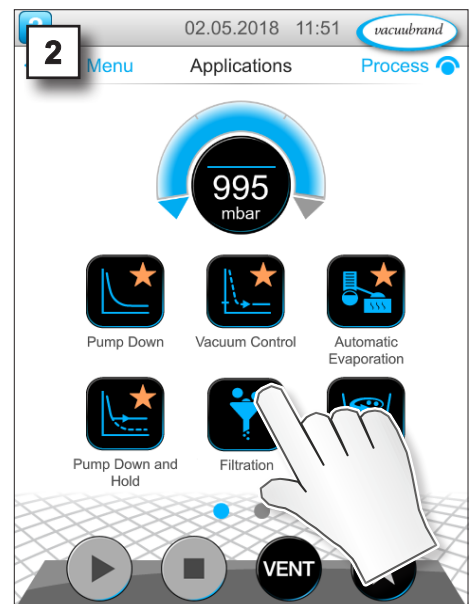 02.05.2018 11:51 vacuubrand
2
Menu Applications Process
995
mbar
Pump Down Vacuum Control Automatic
Evaporation
Pump Down and
Hold
Filtration
VENT